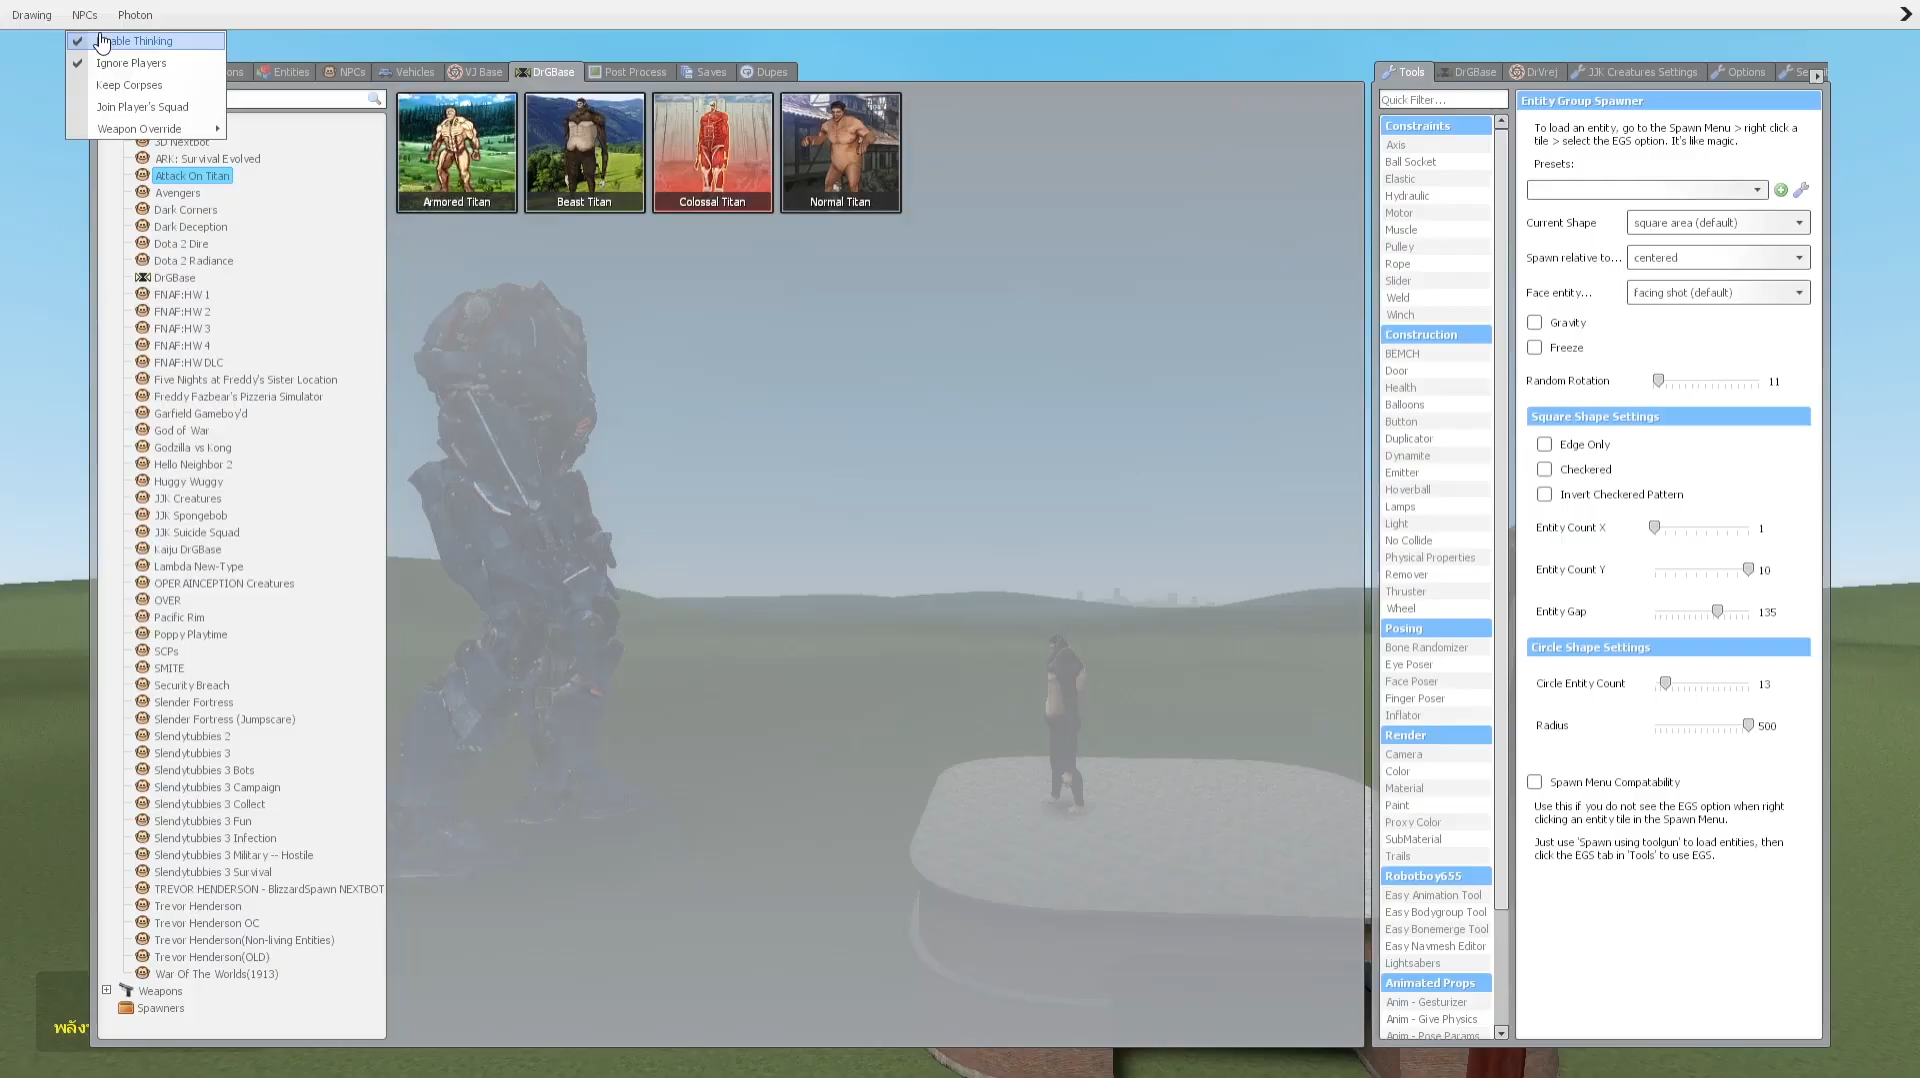 Drawing NPCs Photon
able Thinking
Ignore Players
Keep Corpses
Join Player's Squad
Weapon Override
Entities NPCs Vehicles VJ Base DrGBase Post Process Saves Dupes
3D Nextbot
ARK: Survival Evolved
Attack On Titan
Avengers
Dark Corners
Dark Deception
Dota 2 Dire
Dota 2 Radiance
DrGBase
FNAF:HW 1
FNAF:HW 2
FNAF:HW 3
FNAF:HW 4
FNAF:HW DLC
Five Nights at Freddy's Sister Location
Freddy Fazbear's Pizzeria Simulator
Garfield Gameboy'd
God of War
Godzilla vs Kong
Hello Neighbor 2
Huggy Wuggy
JJK Creatures
JJK Spongebob
JJK Suicide Squad
Kaiju DrGBase
Lambda New-Type
OPERAINCEPTION Creatures
OVER
Pacific Rim
Poppy Playtime
SCPs
SMITE
Security Breach
Slender Fortress
Slender Fortress (Jumpscare)
Slendytubbies 2
Slendytubbies 3
Slendytubbies 3 Bots
Slendytubbies 3 Campaign
Slendytubbies 3 Collect
Slendytubbies 3 Fun
Slendytubbies 3 Infection
Slendytubbies 3 Military -- Hostile
Slendytubbies 3 Survival
TREVOR HENDERSON - BlizzardSpawn NEXTBOT
Trevor Henderson
Trevor Henderson OC
Trevor Henderson(Non-living Entities)
Trevor Henderson(OLD)
War Of The Worlds(1913)
Weapons
Spawners
Armored Titan
Beast Titan
Colossal Titan
Normal Titan
Tools DrGBase DrVrej JJK Creatures Settings Options
Quick Filter...
Constraints
Axis
Ball Socket
Elastic
Hydraulic
Motor
Muscle
Pulley
Rope
Slider
Weld
Winch
Construction
BEMCH
Door
Health
Balloons
Button
Duplicator
Dynamite
Emitter
Hoverball
Lamps
Light
No Collide
Physical Properties
Remover
Thruster
Wheel
Posing
Bone Randomizer
Eye Poser
Face Poser
Finger Poser
Inflator
Render
Camera
Color
Material
Paint
Proxy Color
SubMaterial
Trails
Robotboy655
Easy Animation Tool
Easy Bodygroup Tool
Easy Bonemerge Tool
Easy Navmesh Editor
Lightsabers
Animated Props
Anim - Gesturizer
Anim - Give Physics
Anim - Pose Params
Entity Group Spawner
To load an entity, go to the Spawn Menu > right click a
tile > select the EGS option. It's like magic.
Presets:
Current Shape square area (default)
Spawn relative to... centered
Face entity... facing shot (default)
Gravity
Freeze
Random Rotation 11
Square Shape Settings
Edge Only
Checkered
Invert Checkered Pattern
Entity Count X 1
Entity Count Y 10
Entity Gap 135
Circle Shape Settings
Circle Entity Count 13
Radius 500
Spawn Menu Compatability
Use this if you do not see the EGS option when right
clicking an entity tile in the Spawn Menu.
Just use 'Spawn using toolgun' to load entities, then
click the EGS tab in 'Tools' to use EGS.